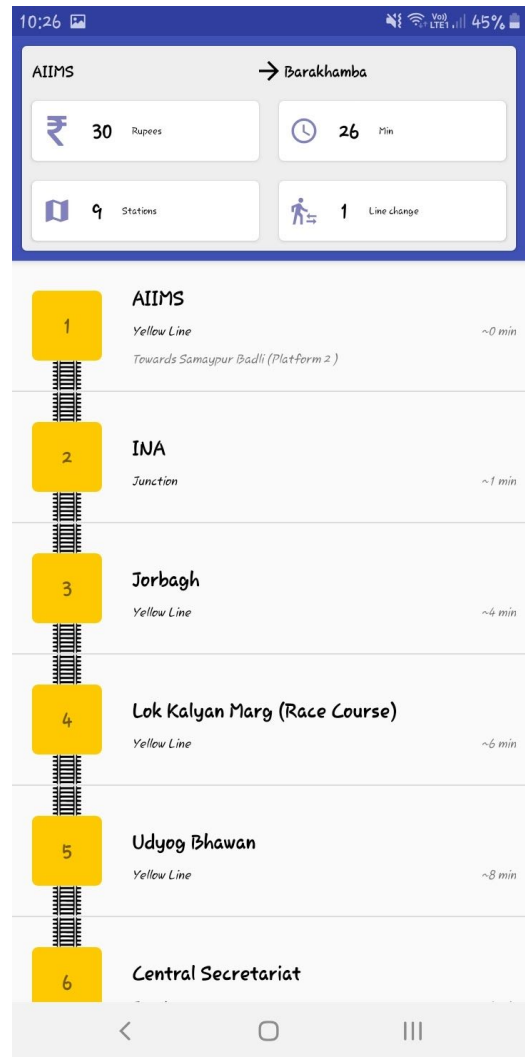 10:26 Vo)) LTE1 45%
AIIMS → Barakhamba
30 Rupees 26 Min
9 Stations 1 Line change
1 AIIMS
Yellow Line ~0 min
Towards Samaypur Badli (Platform 2 )
2 INA
Junction ~1 min
3 Jorbagh
Yellow Line ~4 min
4 Lok Kalyan Marg (Race Course)
Yellow Line ~6 min
5 Udyog Bhawan
Yellow Line ~8 min
6 Central Secretariat